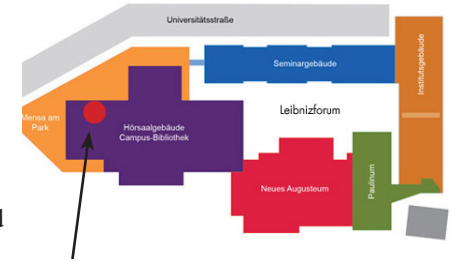 Universitätsstraße
Seminargebäude
Institutsgebäude
Mensa am
Park
Hörsaalgebäude
Campus-Bibliothek
Leibnizforum
Neues Augusteum
Paulinum
d